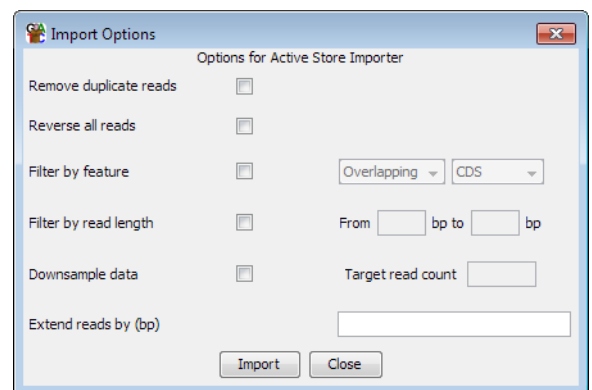 Import Options
Options for Active Store Importer
Remove duplicate reads
Reverse all reads
Filter by feature Overlapping CDS
Filter by read length From bp to bp
Downsample data Target read count
Extend reads by (bp)
Import Close